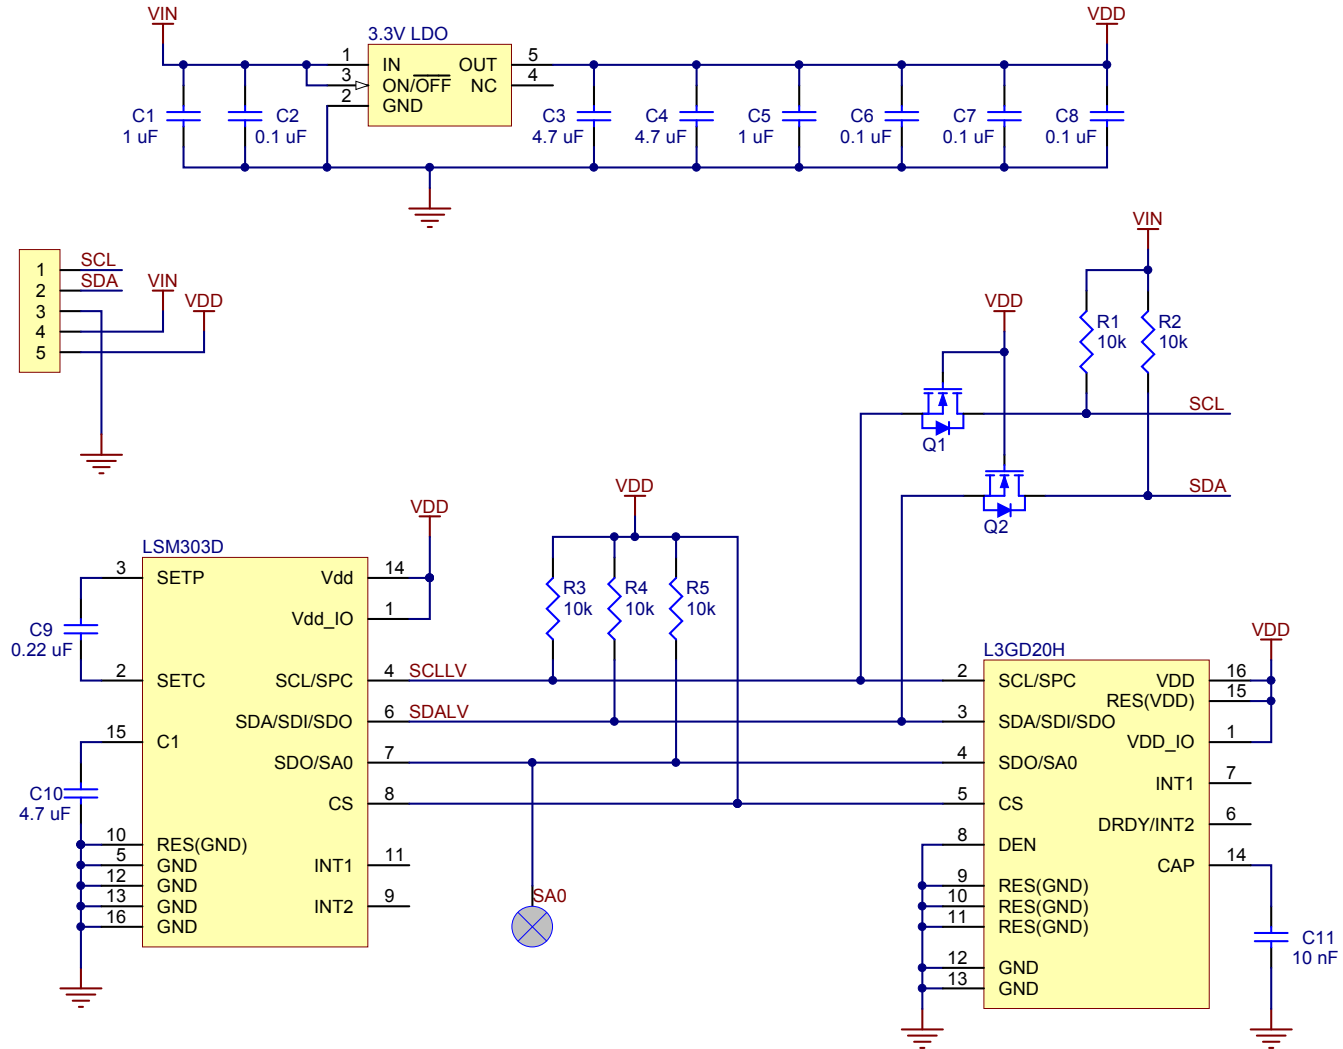 VIN
VDD
3.3V LDO
1 IN OUT 5
3 ON/OFF NC 4
2 GND
C1
1 uF
C2
0.1 uF
C3
4.7 uF
C4
4.7 uF
C5
1 uF
C6
0.1 uF
C7
0.1 uF
C8
0.1 uF
1 SCL
2 SDA
3
4
5
VIN
VDD
VIN
VDD
R1
10k
R2
10k
SCL
Q1
SDA
Q2
VDD
VDD
LSM303D
3 SETP Vdd 14
Vdd_IO 1
C9
0.22 uF
2 SETC SCL/SPC 4 SCLLV
SDA/SDI/SDO 6 SDALV
15 C1
SDO/SA0 7
C10
4.7 uF
CS 8
10 RES(GND)
5 GND INT1 11
12 GND
13 GND INT2 9
16 GND
R3
10k
R4
10k
R5
10k
SA0
VDD
L3GD20H
2 SCL/SPC VDD 16
RES(VDD) 15
3 SDA/SDI/SDO
VDD_IO 1
4 SDO/SA0
INT1 7
5 CS
DRDY/INT2 6
8 DEN
CAP 14
9 RES(GND)
10 RES(GND)
11 RES(GND)
12 GND
13 GND
C11
10 nF